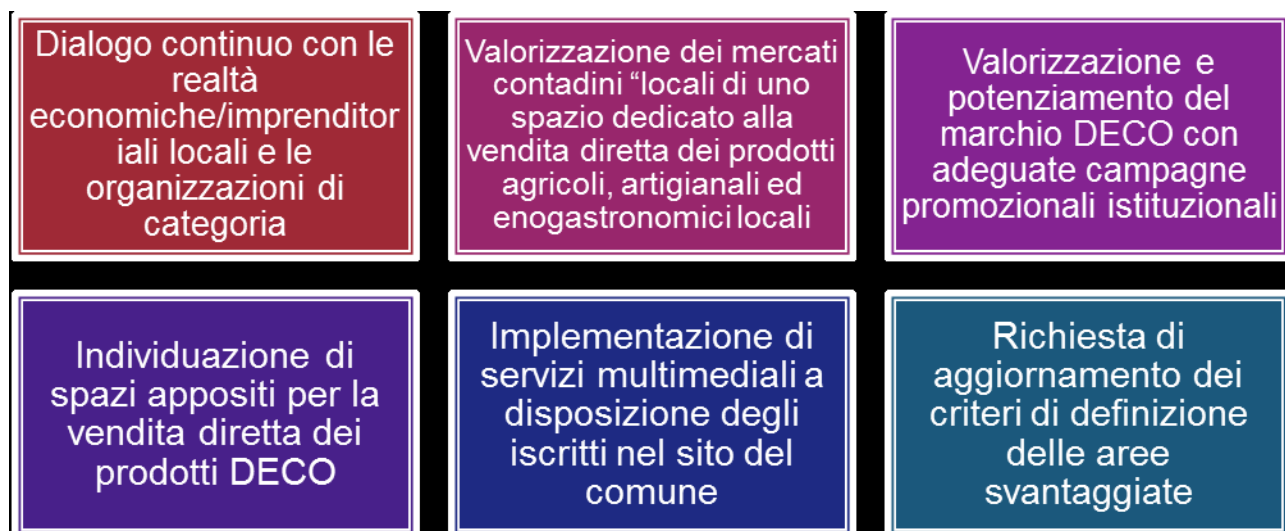 Dialogo continuo con le
realtà
economiche/imprenditor
iali locali e le
organizzazioni di
categoria
Valorizzazione dei mercati
contadini “locali di uno
spazio dedicato alla
vendita diretta dei prodotti
agricoli, artigianali ed
enogastronomici locali
Valorizzazione e
potenziamento del
marchio DECO con
adeguate campagne
promozionali istituzionali
Individuazione di
spazi appositi per la
vendita diretta dei
prodotti DECO
Implementazione di
servizi multimediali a
disposizione degli
iscritti nel sito del
comune
Richiesta di
aggiornamento dei
criteri di definizione
delle aree
svantaggiate